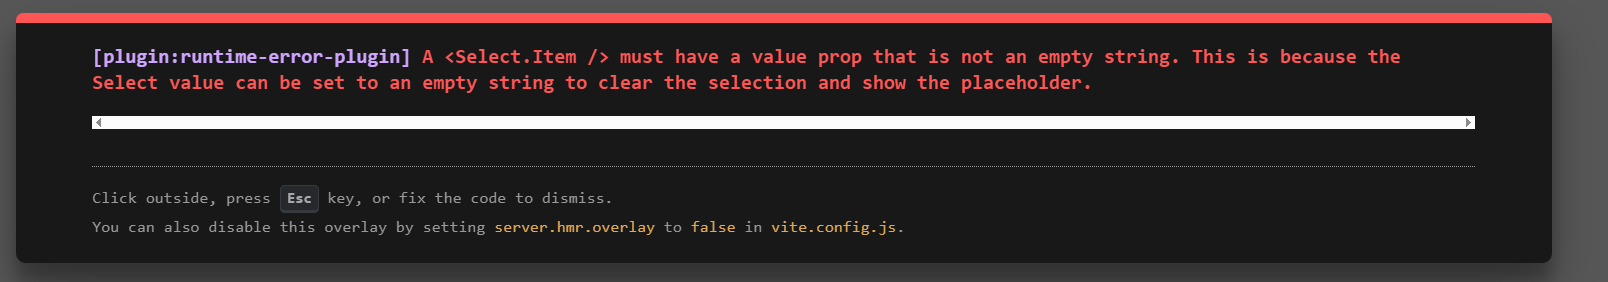 [plugin:runtime-error-plugin] A <Select.Item /> must have a value prop that is not an empty string. This is because the
Select value can be set to an empty string to clear the selection and show the placeholder.
Click outside, press Esc key, or fix the code to dismiss.
You can also disable this overlay by setting server.hmr.overlay to false in vite.config.js.